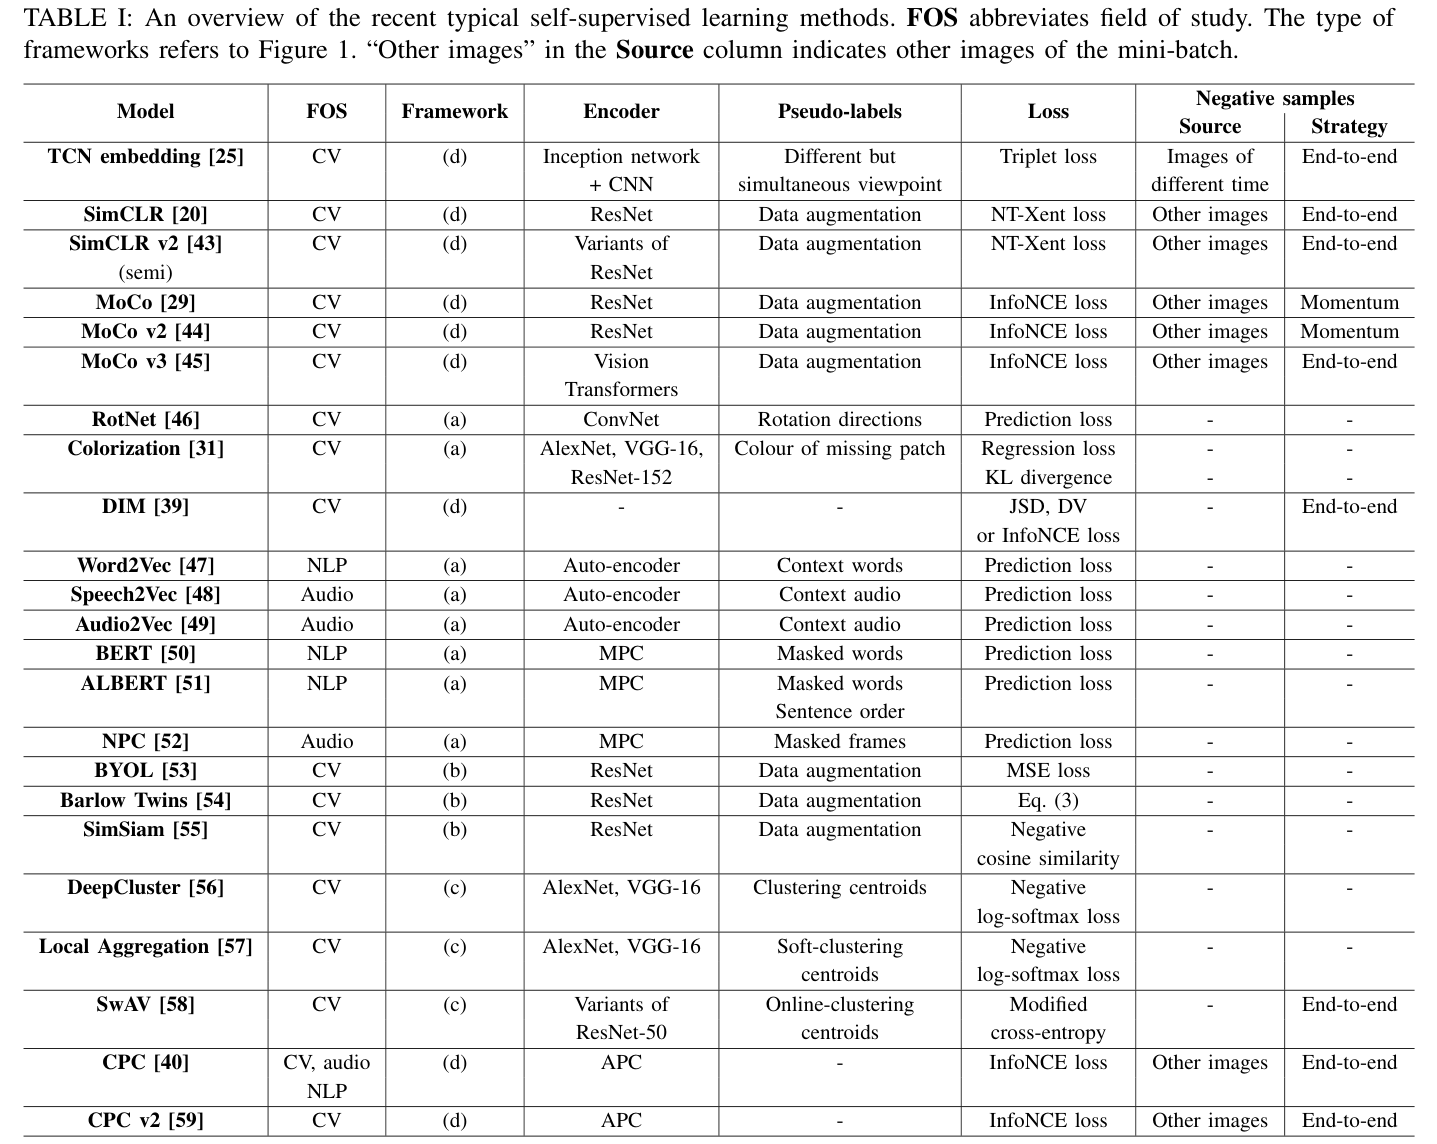 TABLE I: An overview of the recent typical self-supervised learning methods. FOS abbreviates field of study. The type of
frameworks refers to Figure 1. “Other images” in the Source column indicates other images of the mini-batch.
Model FOS Framework Encoder Pseudo-labels Loss Negative samples
Source Strategy
TCN embedding [25] CV (d) Inception network Different but Triplet loss Images of End-to-end
+ CNN simultaneous viewpoint different time
SimCLR [20] CV (d) ResNet Data augmentation NT-Xent loss Other images End-to-end
SimCLR v2 [43] CV (d) Variants of Data augmentation NT-Xent loss Other images End-to-end
(semi) ResNet
MoCo [29] CV (d) ResNet Data augmentation InfoNCE loss Other images Momentum
MoCo v2 [44] CV (d) ResNet Data augmentation InfoNCE loss Other images Momentum
MoCo v3 [45] CV (d) Vision Data augmentation InfoNCE loss Other images End-to-end
Transformers
RotNet [46] CV (a) ConvNet Rotation directions Prediction loss - -
Colorization [31] CV (a) AlexNet, VGG-16, Colour of missing patch Regression loss - -
ResNet-152 KL divergence - -
DIM [39] CV (d) - - JSD, DV - End-to-end
or InfoNCE loss
Word2Vec [47] NLP (a) Auto-encoder Context words Prediction loss - -
Speech2Vec [48] Audio (a) Auto-encoder Context audio Prediction loss - -
Audio2Vec [49] Audio (a) Auto-encoder Context audio Prediction loss - -
BERT [50] NLP (a) MPC Masked words Prediction loss - -
ALBERT [51] NLP (a) MPC Masked words Prediction loss - -
Sentence order
NPC [52] Audio (a) MPC Masked frames Prediction loss - -
BYOL [53] CV (b) ResNet Data augmentation MSE loss - -
Barlow Twins [54] CV (b) ResNet Data augmentation Eq. (3) - -
SimSiam [55] CV (b) ResNet Data augmentation Negative - -
cosine similarity
DeepCluster [56] CV (c) AlexNet, VGG-16 Clustering centroids Negative - -
log-softmax loss
Local Aggregation [57] CV (c) AlexNet, VGG-16 Soft-clustering Negative - -
centroids log-softmax loss
SwAV [58] CV (c) Variants of Online-clustering Modified - End-to-end
ResNet-50 centroids cross-entropy
CPC [40] CV, audio (d) APC - InfoNCE loss Other images End-to-end
NLP
CPC v2 [59] CV (d) APC - InfoNCE loss Other images End-to-end